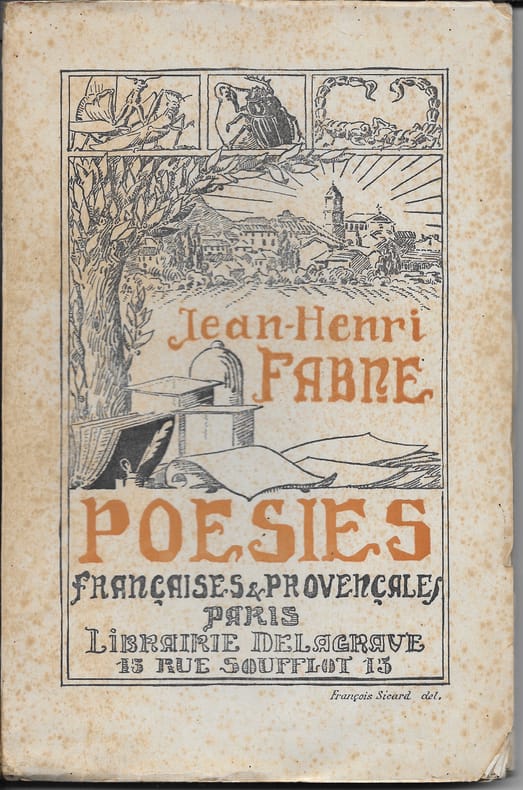 Jean-Henri
FABRE
POESIES
FRANÇAISES & PROVENÇALES
PARIS
LIBRAIRIE DELAGRAVE
15 RUE SOUFFLOT 15
François Sicard del.